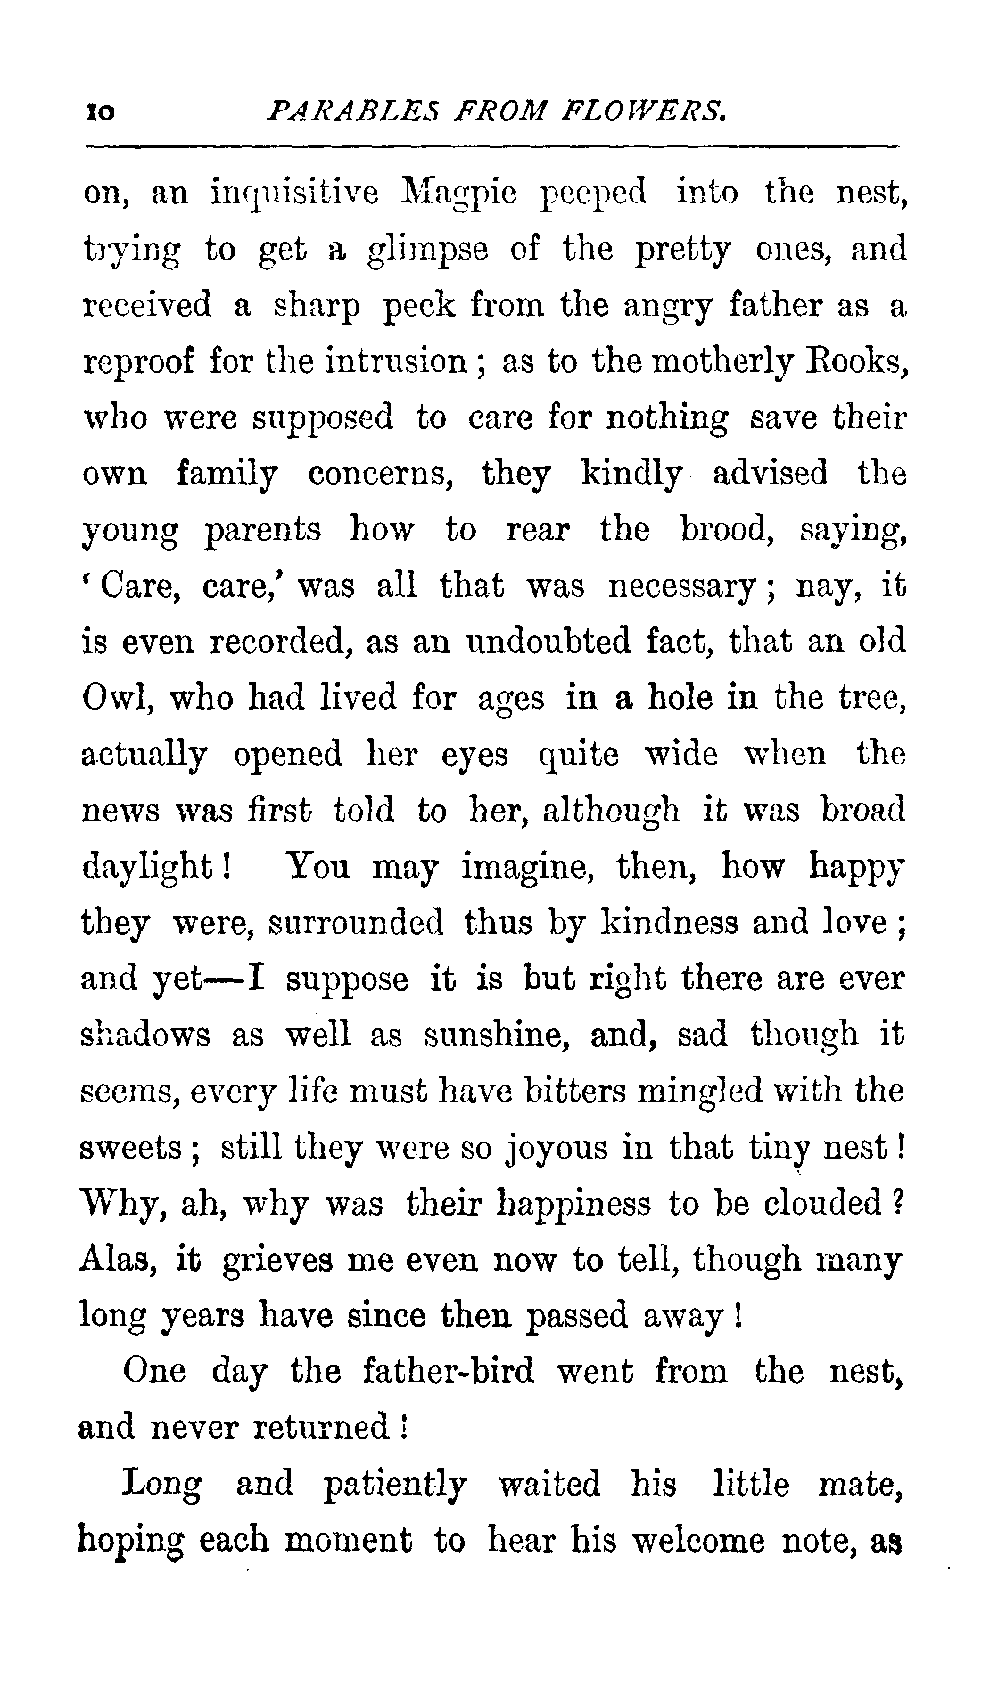 10 PARABLES FROM FLOWERS.
on, an inquisitive Magpie peeped into the nest,
trying to get a glimpse of the pretty ones, and
received a sharp peck from the angry father as a
reproof for the intrusion ; as to the motherly Rooks,
who were supposed to care for nothing save their
own family concerns, they kindly advised the
young parents how to rear the brood, saying,
‘ Care, care,’ was all that was necessary ; nay, it
is even recorded, as an undoubted fact, that an old
Owl, who had lived for ages in a hole in the tree,
actually opened her eyes quite wide when the
news was first told to her, although it was broad
daylight ! You may imagine, then, how happy
they were, surrounded thus by kindness and love ;
and yet—I suppose it is but right there are ever
shadows as well as sunshine, and, sad though it
seems, every life must have bitters mingled with the
sweets ; still they were so joyous in that tiny nest !
Why, ah, why was their happiness to be clouded ?
Alas, it grieves me even now to tell, though many
long years have since then passed away !
One day the father-bird went from the nest,
and never returned !
Long and patiently waited his little mate,
hoping each moment to hear his welcome note, as